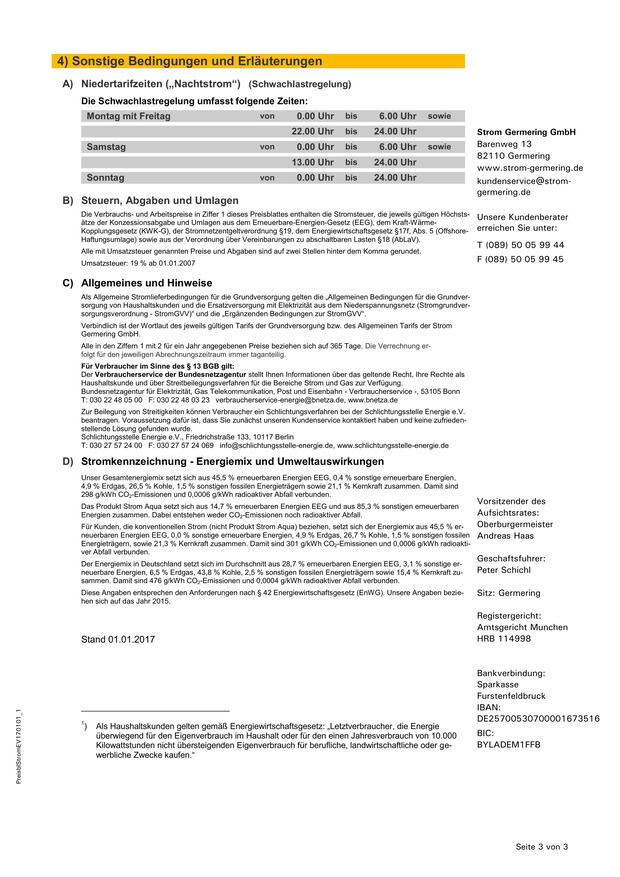 4) Sonstige Bedingungen und Erläuterungen
A) Niedertarifzeiten („Nachtstrom“) (Schwachlastregelung)
Die Schwachlastregelung umfasst folgende Zeiten:
Montag mit Freitag von 0.00 Uhr bis 6.00 Uhr sowie
22.00 Uhr bis 24.00 Uhr
Samstag von 0.00 Uhr bis 6.00 Uhr sowie
13.00 Uhr bis 24.00 Uhr
Sonntag von 0.00 Uhr bis 24.00 Uhr
B) Steuern, Abgaben und Umlagen
Die Verbrauchs- und Arbeitspreise in Ziffer 1 dieses Preisblattes enthalten die Stromsteuer, die jeweils gültigen Höchsts-
ätze der Konzessionsabgabe und Umlagen aus dem Erneuerbare-Energien-Gesetz (EEG), dem Kraft-Wärme-
Kopplungsgesetz (KWK-G), der Stromnetzentgeltverordnung §19, dem Energiewirtschaftsgesetz §17f, Abs. 5 (Offshore-
Haftungsumlage) sowie aus der Verordnung über Vereinbarungen zu abschaltbaren Lasten §18 (AbLaV).
Alle mit Umsatzsteuer genannten Preise und Abgaben sind auf zwei Stellen hinter dem Komma gerundet.
Umsatzsteuer: 19 % ab 01.01.2007
C) Allgemeines und Hinweise
Als Allgemeine Stromlieferbedingungen für die Grundversorgung gelten die „Allgemeinen Bedingungen für die Grundver-
sorgung von Haushaltskunden und die Ersatzversorgung mit Elektrizität aus dem Niederspannungsnetz (Stromgrundver-
sorgungsverordnung - StromGVV)“ und die „Ergänzenden Bedingungen zur StromGVV“.
Verbindlich ist der Wortlaut des jeweils gültigen Tarifs der Grundversorgung bzw. des Allgemeinen Tarifs der Strom
Germering GmbH.
Alle in den Ziffern 1 mit 2 für ein Jahr angegebenen Preise beziehen sich auf 365 Tage. Die Verrechnung er-
folgt für den jeweiligen Abrechnungszeitraum immer taganteilig.
Für Verbraucher im Sinne des § 13 BGB gilt:
Der Verbraucherservice der Bundesnetzagentur stellt Ihnen Informationen über das geltende Recht, Ihre Rechte als
Haushaltskunde und über Streitbeilegungsverfahren für die Bereiche Strom und Gas zur Verfügung.
Bundesnetzagentur für Elektrizität, Gas Telekommunikation, Post und Eisenbahn - Verbraucherservice -, 53105 Bonn
T: 030 22 48 05 00 F: 030 22 48 03 23 verbraucherservice-energie@bnetza.de, www.bnetza.de
Zur Beilegung von Streitigkeiten können Verbraucher ein Schlichtungsverfahren bei der Schlichtungsstelle Energie e.V.
beantragen. Voraussetzung dafür ist, dass Sie zunächst unseren Kundenservice kontaktiert haben und keine zufrieden-
stellende Lösung gefunden wurde.
Schlichtungsstelle Energie e.V., Friedrichstraße 133, 10117 Berlin
T: 030 27 57 24 00 F: 030 27 57 24 069 info@schlichtungsstelle-energie.de, www.schlichtungsstelle-energie.de
D) Stromkennzeichnung - Energiemix und Umweltauswirkungen
Unser Gesamtenergiemix setzt sich aus 45,5 % erneuerbaren Energien EEG, 0,4 % sonstige erneuerbare Energien,
4,9 % Erdgas, 26,5 % Kohle, 1,5 % sonstigen fossilen Energieträgern sowie 21,1 % Kernkraft zusammen. Damit sind
298 g/kWh CO₂-Emissionen und 0,0006 g/kWh radioaktiver Abfall verbunden.
Das Produkt Strom Aqua setzt sich aus 14,7 % erneuerbaren Energien EEG und aus 85,3 % sonstigen erneuerbaren
Energien zusammen. Dabei entstehen weder CO₂-Emissionen noch radioaktiver Abfall.
Für Kunden, die konventionellen Strom (nicht Produkt Strom Aqua) beziehen, setzt sich der Energiemix aus 45,5 % er-
neuerbaren Energien EEG, 0,0 % sonstige erneuerbare Energien, 4,9 % Erdgas, 26,7 % Kohle, 1,5 % sonstigen fossilen
Energieträgern, sowie 21,3 % Kernkraft zusammen. Damit sind 301 g/kWh CO₂-Emissionen und 0,0006 g/kWh radioakti-
ver Abfall verbunden.
Der Energiemix in Deutschland setzt sich im Durchschnitt aus 28,7 % erneuerbaren Energien EEG, 3,1 % sonstige er-
neuerbare Energien, 6,5 % Erdgas, 43,8 % Kohle, 2,5 % sonstigen fossilen Energieträgern sowie 15,4 % Kernkraft zu-
sammen. Damit sind 476 g/kWh CO₂-Emissionen und 0,0004 g/kWh radioaktiver Abfall verbunden.
Diese Angaben entsprechen den Anforderungen nach § 42 Energiewirtschaftsgesetz (EnWG). Unsere Angaben bezie-
hen sich auf das Jahr 2015.
Stand 01.01.2017
¹) Als Haushaltskunden gelten gemäß Energiewirtschaftsgesetz: „Letztverbraucher, die Energie
überwiegend für den Eigenverbrauch im Haushalt oder für den einen Jahresverbrauch von 10.000
Kilowattstunden nicht übersteigenden Eigenverbrauch für berufliche, landwirtschaftliche oder ge-
werbliche Zwecke kaufen.“
Strom Germering GmbH
Barenweg 13
82110 Germering
www.strom-germering.de
kundenservice@strom-
germering.de
Unsere Kundenberater
erreichen Sie unter:
T (089) 50 05 99 44
F (089) 50 05 99 45
Vorsitzender des
Aufsichtsrates:
Oberburgermeister
Andreas Haas
Geschaftsfuhrer:
Peter Schichl
Sitz: Germering
Registergericht:
Amtsgericht Munchen
HRB 114998
Bankverbindung:
Sparkasse
Furstenfeldbruck
IBAN:
DE25700530700001673516
BIC:
BYLADEM1FFB
PreisblStromEV170101_1
Seite 3 von 3